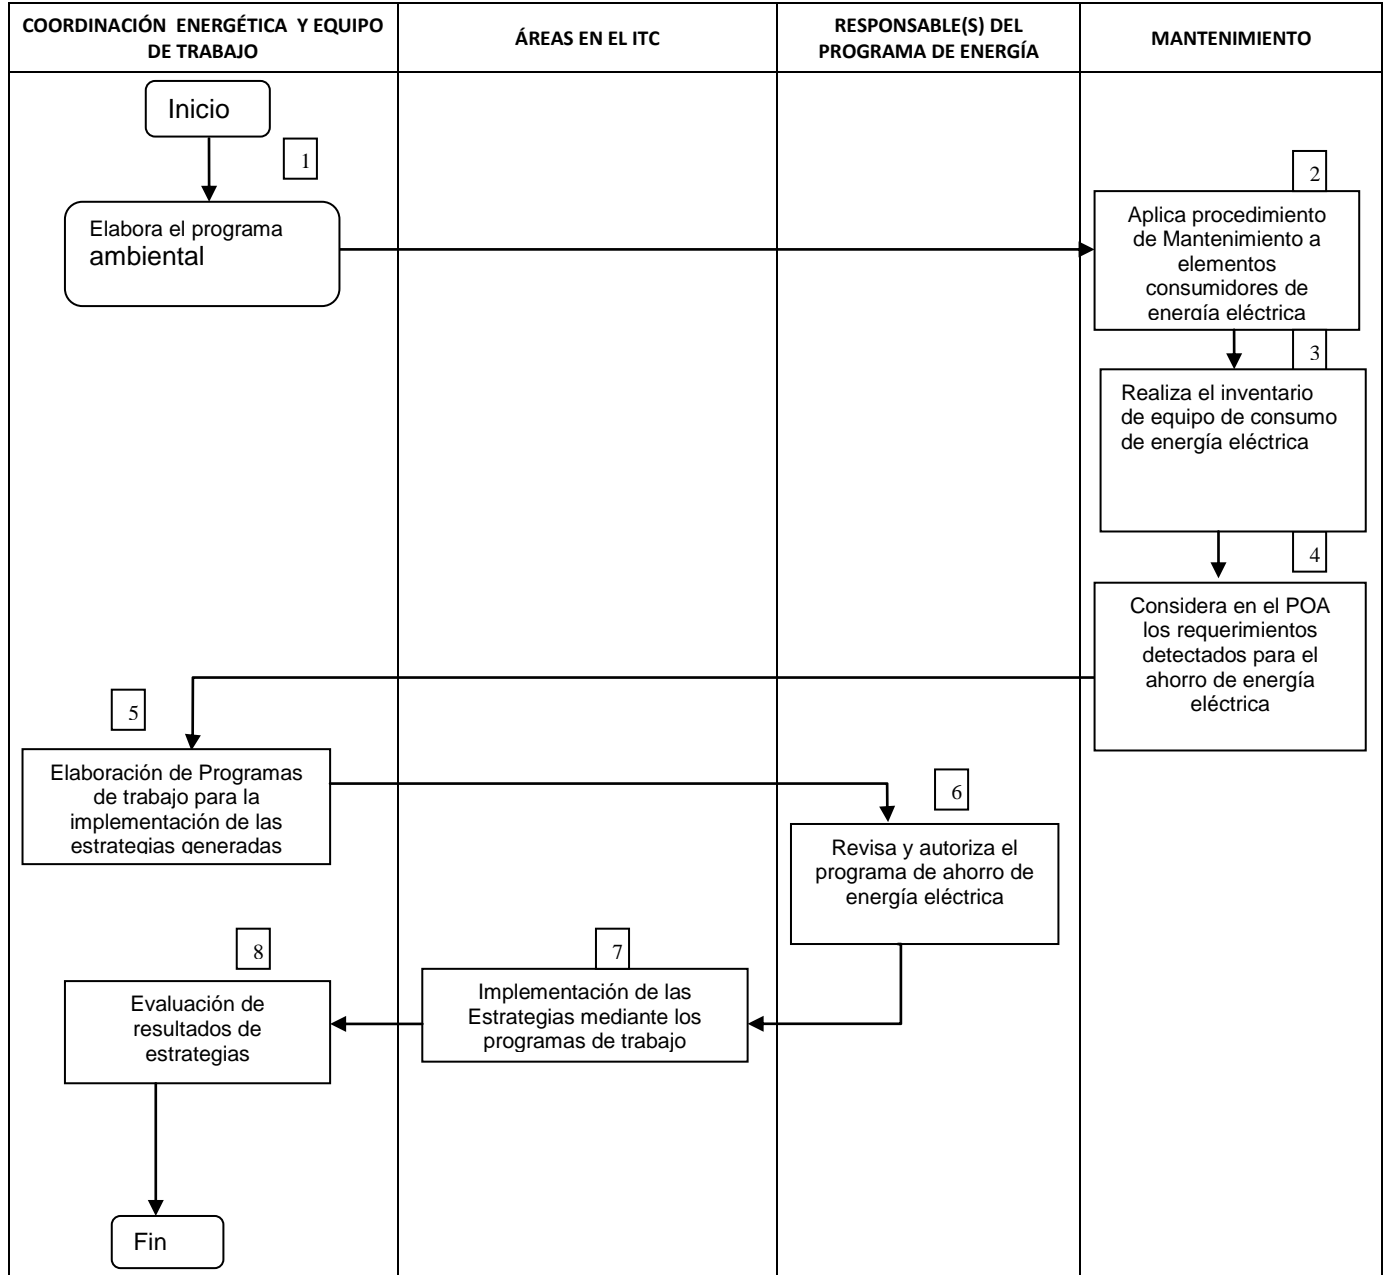 COORDINACIÓN ENERGÉTICA Y EQUIPO
DE TRABAJO
ÁREAS EN EL ITC
RESPONSABLE(S) DEL
PROGRAMA DE ENERGÍA
MANTENIMIENTO
Inicio
1
Elabora el programa
ambiental
2
Aplica procedimiento
de Mantenimiento a
elementos
consumidores de
energía eléctrica
3
Realiza el inventario
de equipo de consumo
de energía eléctrica
4
Considera en el POA
los requerimientos
detectados para el
ahorro de energía
eléctrica
5
Elaboración de Programas
de trabajo para la
implementación de las
estrategias generadas
6
Revisa y autoriza el
programa de ahorro de
energía eléctrica
7
Implementación de las
Estrategias mediante los
programas de trabajo
8
Evaluación de
resultados de
estrategias
Fin